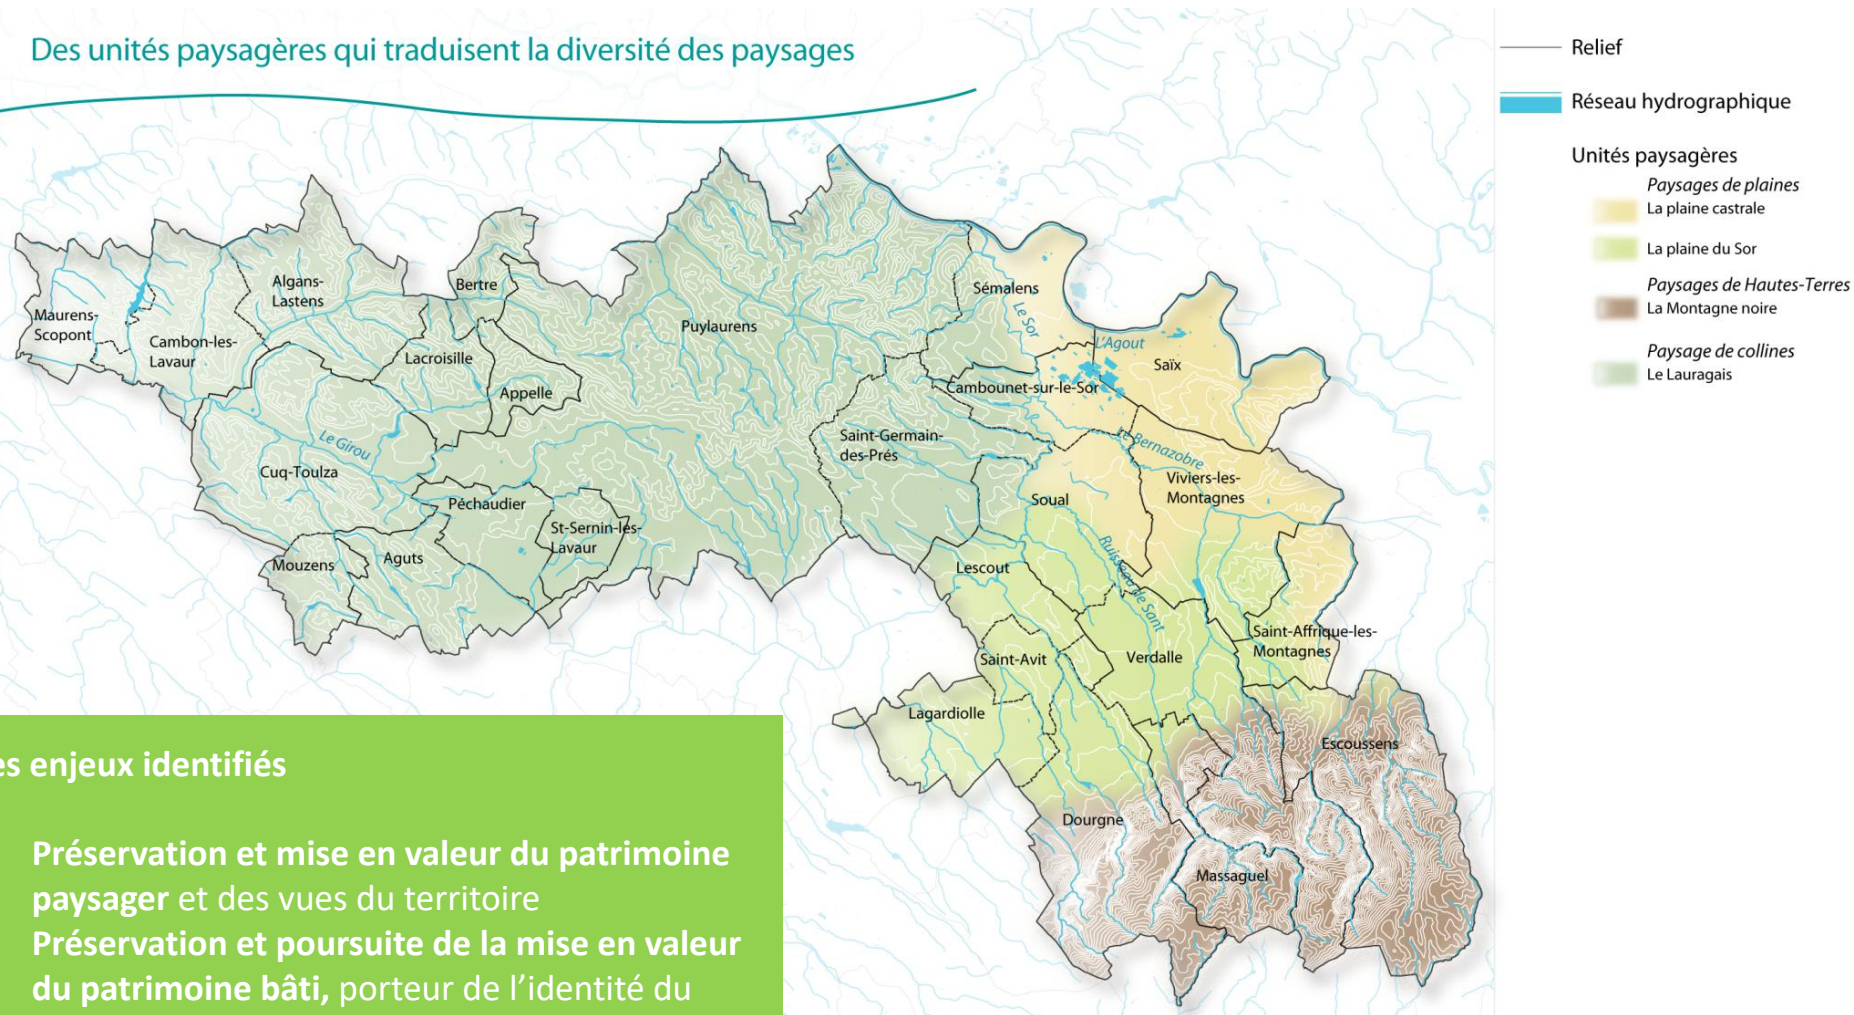 Des unités paysagères qui traduisent la diversité des paysages
Relief
Réseau hydrographique
Unités paysagères
Paysages de plaines
La plaine castrale
La plaine du Sor
Paysages de Hautes-Terres
La Montagne noire
Paysage de collines
Le Lauragais
Maurens-
Scopont
Cambon-les-
Lavaur
Algans-
Lastens
Bertre
Lacroisille
Appelle
Puylaurens
Sémalens
Le Sor
L'Agout
Saïx
Cambounet-sur-le-Sor
Saint-Germain-
des-Prés
Le Bernazobre
Viviers-les-
Montagnes
Le Girou
Cuq-Toulza
Péchaudier
St-Sernin-les-
Lavaur
Soual
Mouzens
Aguts
Lescout
Ruisseau de Sant
Saint-Avit
Verdalle
Saint-Affrique-les-
Montagnes
Lagardiolle
Escoussens
Dourgne
Massaguel
es enjeux identifiés
Préservation et mise en valeur du patrimoine
paysager et des vues du territoire
Préservation et poursuite de la mise en valeur
du patrimoine bâti, porteur de l'identité du